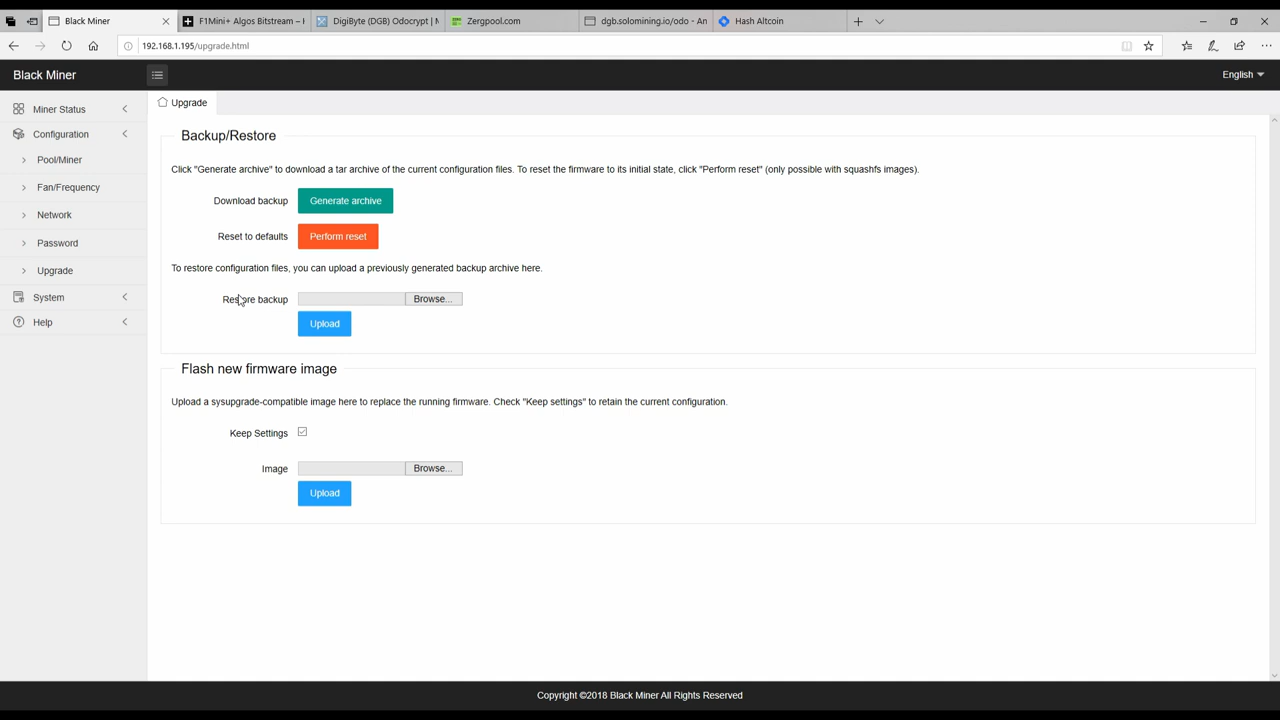 Black Miner
F1Mini+ Algos Bitstream –
DigiByte (DGB) Odocrypt |
Zergpool.com
dgb.solomining.io/odo - An
Hash Altcoin
192.168.1.195/upgrade.html
Black Miner
English
Miner Status
Configuration
Pool/Miner
Fan/Frequency
Network
Password
Upgrade
System
Help
Upgrade
Backup/Restore
Click "Generate archive" to download a tar archive of the current configuration files. To reset the firmware to its initial state, click "Perform reset" (only possible with squashfs images).
Download backup Generate archive
Reset to defaults Perform reset
To restore configuration files, you can upload a previously generated backup archive here.
Restore backup Browse...
Upload
Flash new firmware image
Upload a sysupgrade-compatible image here to replace the running firmware. Check "Keep settings" to retain the current configuration.
Keep Settings
Image Browse...
Upload
Copyright ©2018 Black Miner All Rights Reserved